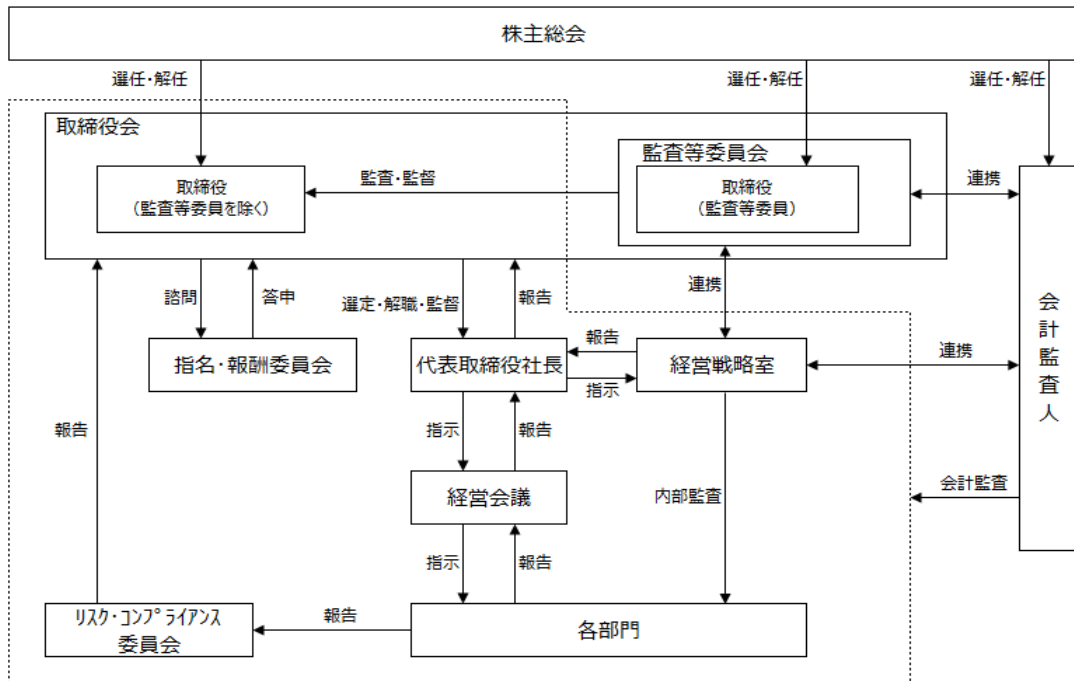 株主総会
選任・解任
選任・解任
選任・解任
取締役会
監査等委員会
取締役
（監査等委員を除く）
監査・監督
取締役
（監査等委員）
連携
諮問
答申
選定・解職・監督
報告
連携
指名・報酬委員会
代表取締役社長
報告
指示
経営戦略室
連携
会計監査人
報告
指示
報告
経営会議
内部監査
会計監査
指示
報告
リスク・コンプライアンス
委員会
報告
各部門